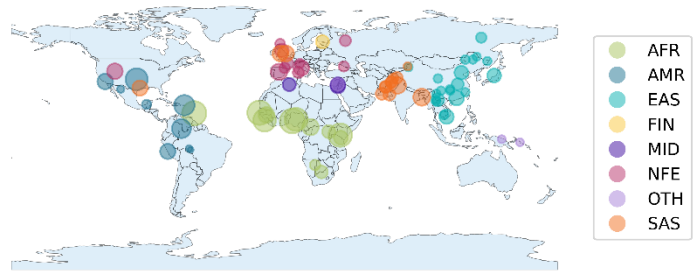 AFR
AMR
EAS
FIN
MID
NFE
OTH
SAS